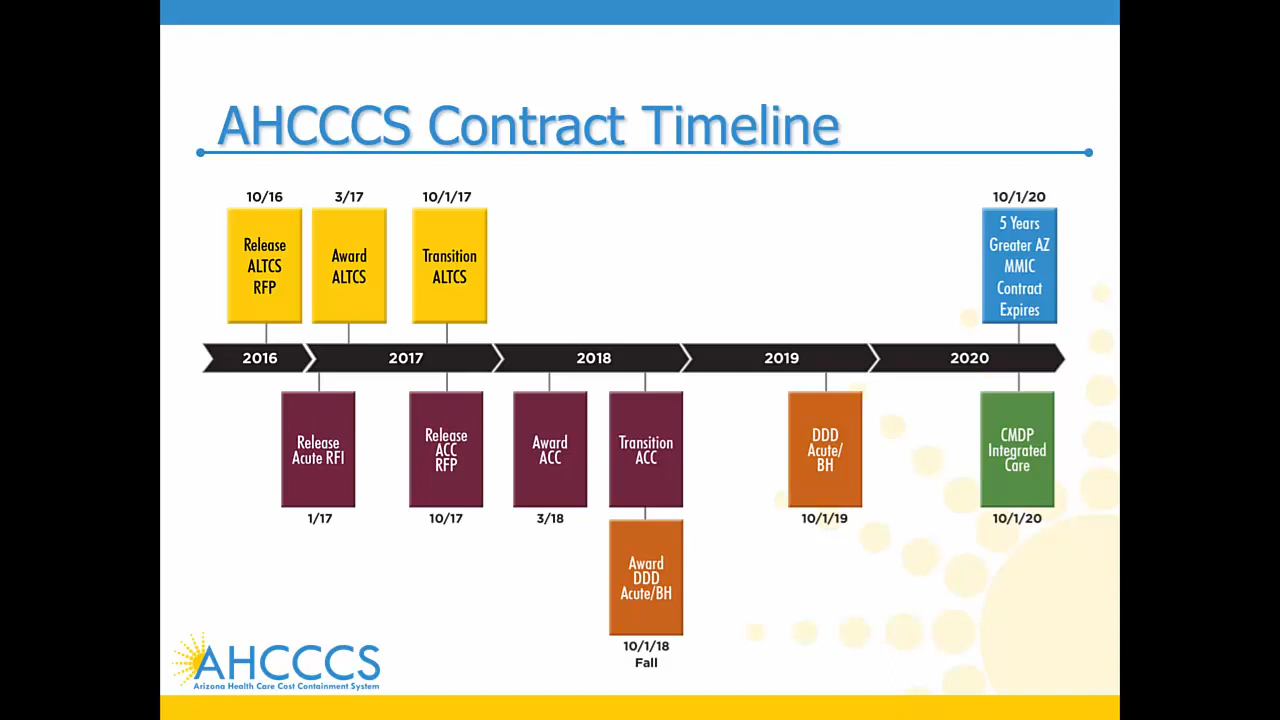 AHCCCS Contract Timeline
10/16
3/17
10/1/17
10/1/20
Release
ALTCS
RFP
Award
ALTCS
Transition
ALTCS
5 Years
Greater AZ
MMIC
Contract
Expires
2016
2017
2018
2019
2020
Release
Acute RFI
1/17
Release
ACC
RFP
10/17
Award
ACC
3/18
Transition
ACC
Award
DDD
Acute/BH
10/1/18
Fall
DDD
Acute/
BH
10/1/19
CMDP
Integrated
Care
10/1/20
AHCCCS
Arizona Health Care Cost Containment System